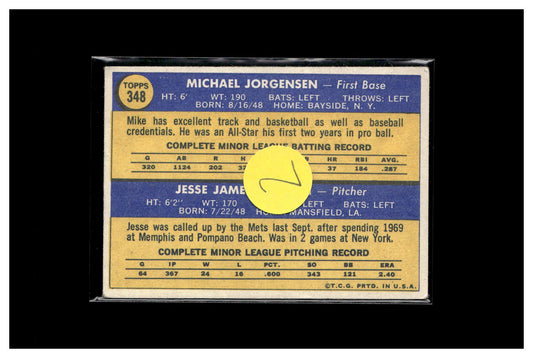 TOPPS
348
MICHAEL JORGENSEN — First Base
HT: 6' WT: 190 BATS: LEFT THROWS: LEFT
BORN: 8/16/48 HOME: BAYSIDE, N. Y.
Mike has excellent track and basketball as well as baseball
credentials. He was an All-Star his first two years in pro ball.
COMPLETE MINOR LEAGUE BATTING RECORD
G AB R HR RBI AVG.
320 1124 202 37 184 .287
JESSE JAME — Pitcher
HT: 6'2" WT: 170 BATS: LEFT LEFT
BORN: 7/22/48 MANSFIELD, LA.
Jesse was called up by the Mets last Sept. after spending 1969
at Memphis and Pompano Beach. Was in 2 games at New York.
COMPLETE MINOR LEAGUE PITCHING RECORD
G IP W L PCT. SO BB ERA
64 367 24 16 .600 343 121 2.40
©T.C.G. PRTD. IN U.S.A.